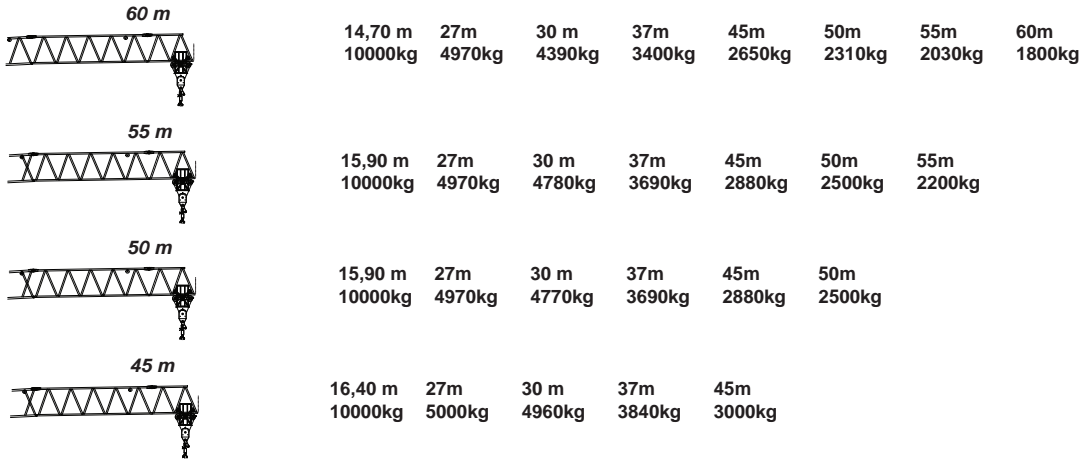 60 m
14,70 m 27m 30 m 37m 45m 50m 55m 60m
10000kg 4970kg 4390kg 3400kg 2650kg 2310kg 2030kg 1800kg
55 m
15,90 m 27m 30 m 37m 45m 50m 55m
10000kg 4970kg 4780kg 3690kg 2880kg 2500kg 2200kg
50 m
15,90 m 27m 30 m 37m 45m 50m
10000kg 4970kg 4770kg 3690kg 2880kg 2500kg
45 m
16,40 m 27m 30 m 37m 45m
10000kg 5000kg 4960kg 3840kg 3000kg